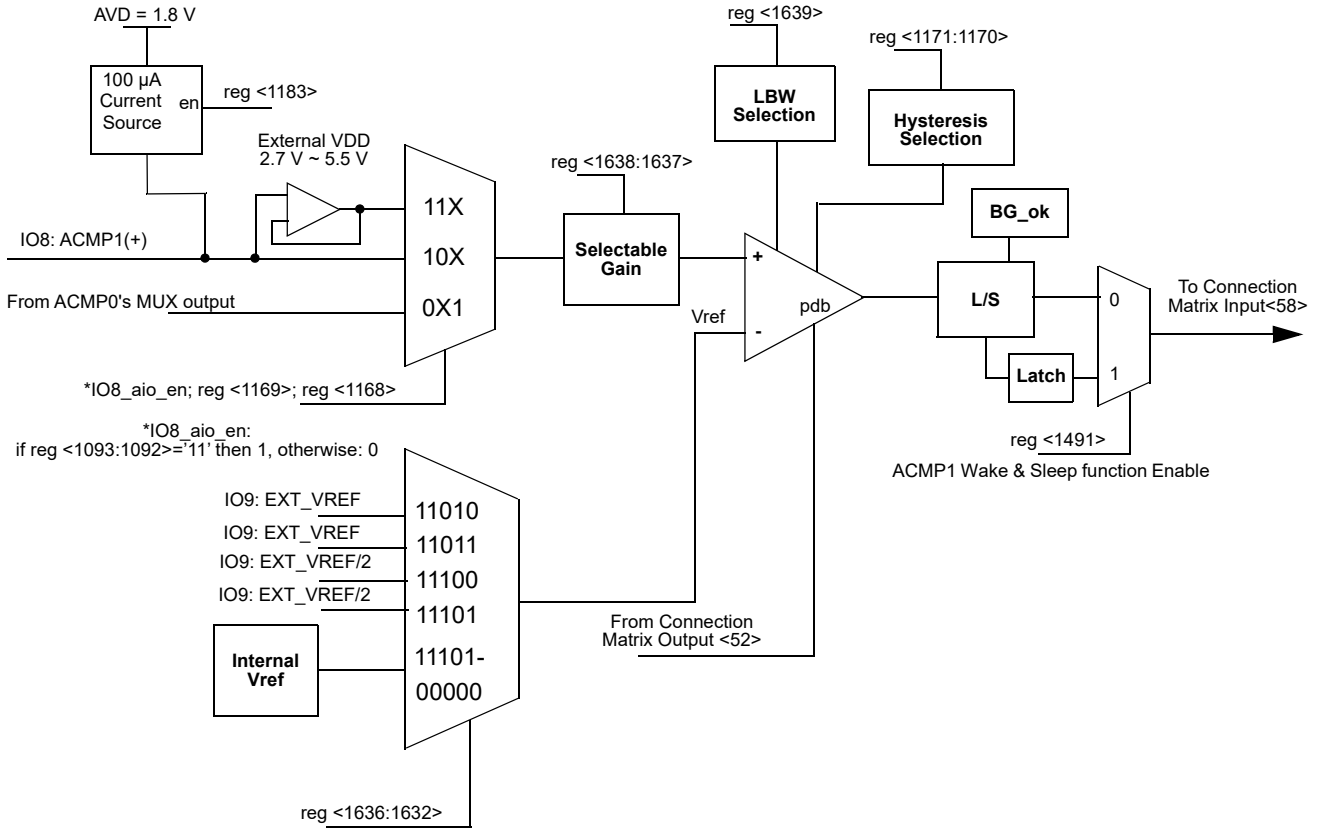 AVD = 1.8 V
100 µA
Current
Source
en
reg <1183>
External VDD
2.7 V ~ 5.5 V
IO8: ACMP1(+)
From ACMP0's MUX output
11X
10X
0X1
*IO8_aio_en; reg <1169>; reg <1168>
*IO8_aio_en:
if reg <1093:1092>='11' then 1, otherwise: 0
reg <1638:1637>
Selectable
Gain
reg <1639>
LBW
Selection
reg <1171:1170>
Hysteresis
Selection
+
-
pdb
Vref
BG_ok
L/S
Latch
0
1
To Connection
Matrix Input<58>
reg <1491>
ACMP1 Wake & Sleep function Enable
IO9: EXT_VREF
IO9: EXT_VREF
IO9: EXT_VREF/2
IO9: EXT_VREF/2
Internal
Vref
11010
11011
11100
11101
11101-
00000
From Connection
Matrix Output <52>
reg <1636:1632>